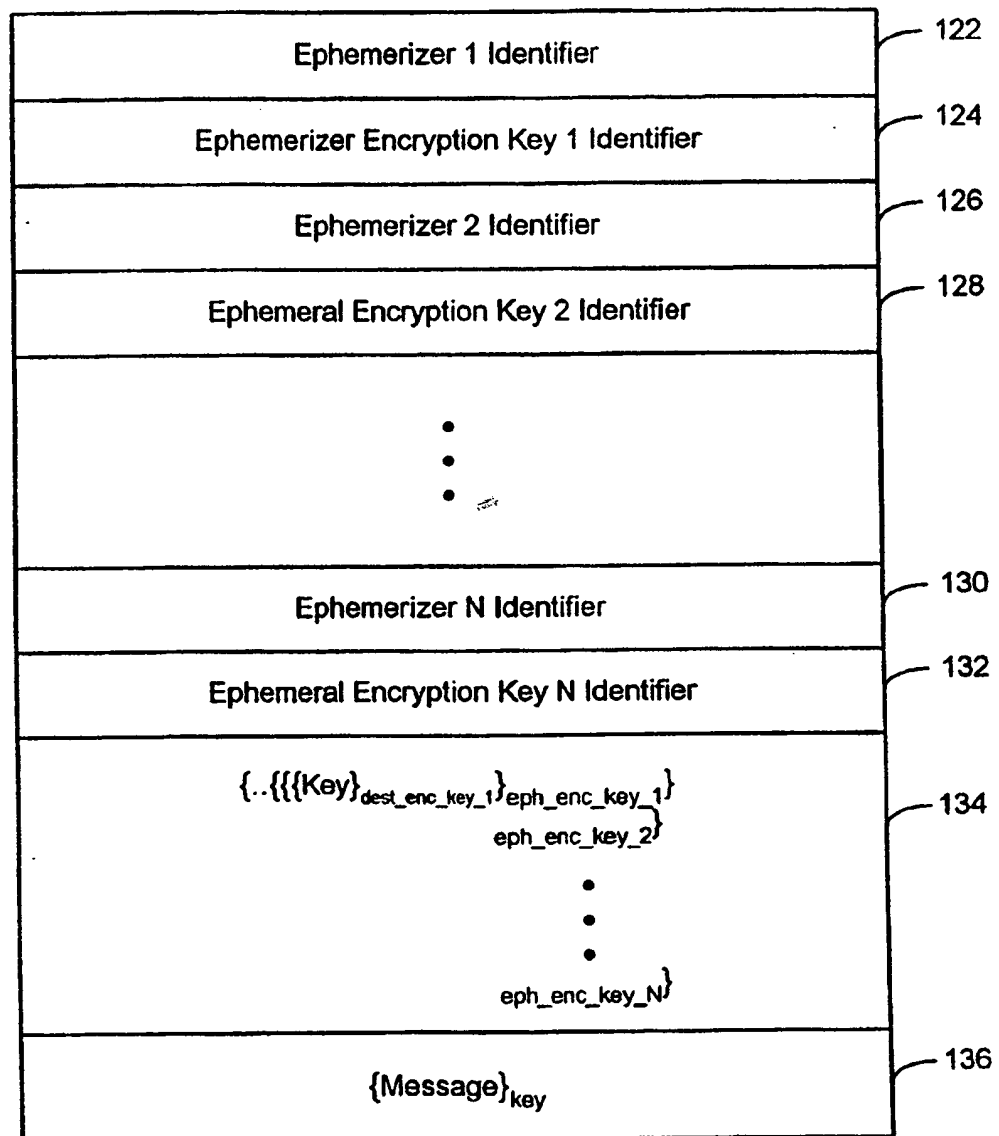 Ephemerizer 1 Identifier 122
Ephemerizer Encryption Key 1 Identifier 124
Ephemerizer 2 Identifier 126
Ephemeral Encryption Key 2 Identifier 128
Ephemerizer N Identifier 130
Ephemeral Encryption Key N Identifier 132
{..{{{Key}dest_enc_key_1}eph_enc_key_1}
eph_enc_key_2}
134
eph_enc_key_N}
{Message}key 136